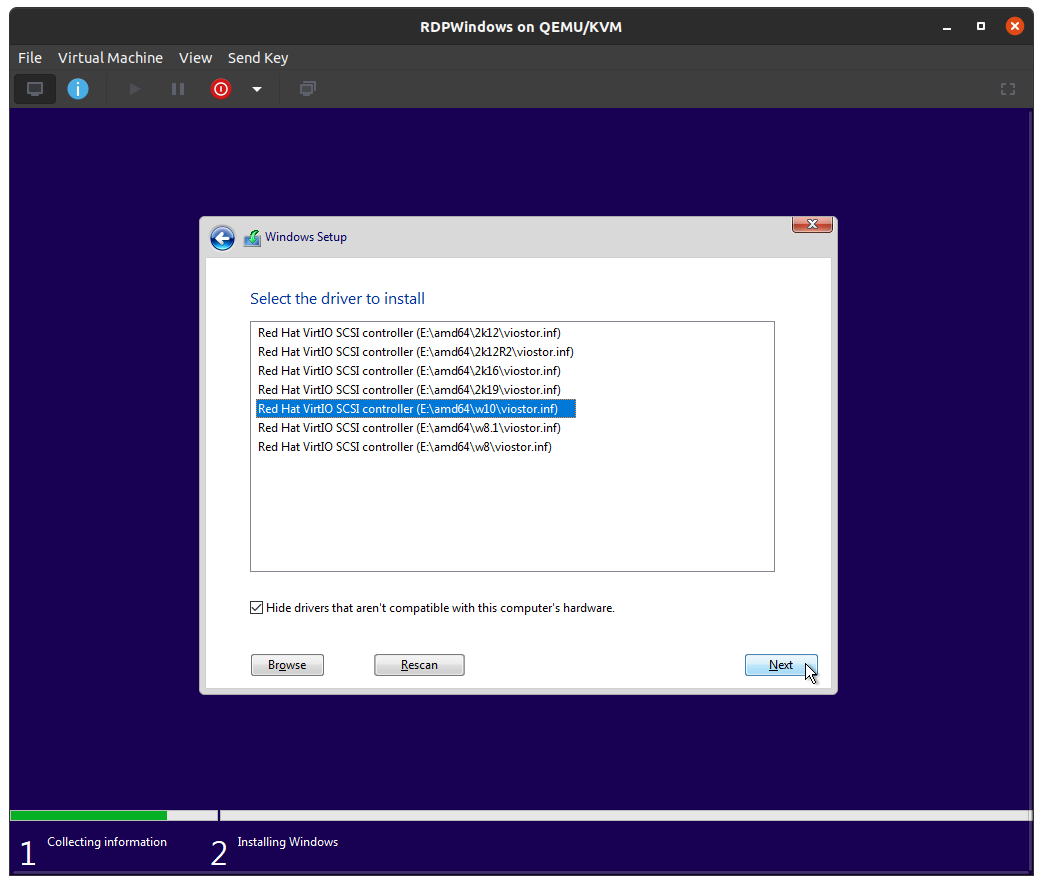 RDPWindows on QEMU/KVM
File Virtual Machine View Send Key
Windows Setup
Select the driver to install
Red Hat VirtIO SCSI controller (E:\amd64\2k12\viostor.inf)
Red Hat VirtIO SCSI controller (E:\amd64\2k12R2\viostor.inf)
Red Hat VirtIO SCSI controller (E:\amd64\2k16\viostor.inf)
Red Hat VirtIO SCSI controller (E:\amd64\2k19\viostor.inf)
Red Hat VirtIO SCSI controller (E:\amd64\w10\viostor.inf)
Red Hat VirtIO SCSI controller (E:\amd64\w8.1\viostor.inf)
Red Hat VirtIO SCSI controller (E:\amd64\w8\viostor.inf)
Hide drivers that aren't compatible with this computer's hardware.
Browse Rescan Next
1 Collecting information 2 Installing Windows